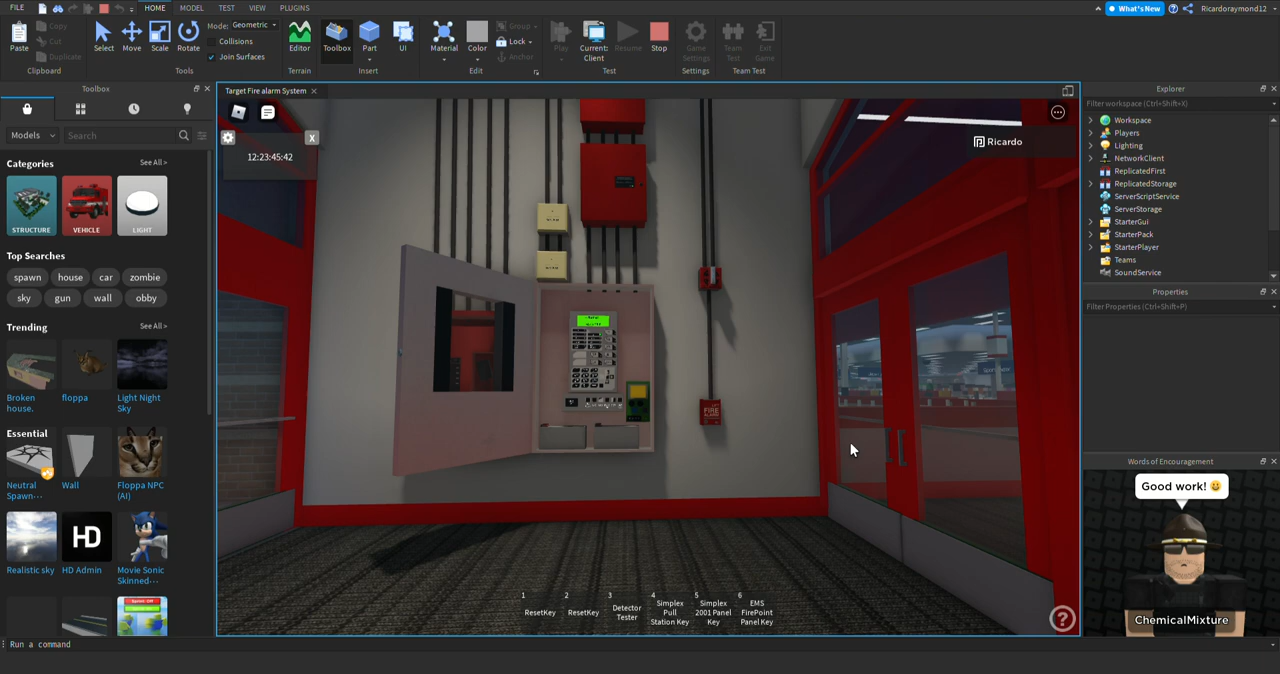 FILE HOME MODEL TEST VIEW PLUGINS What's New Ricardoraymond12
Paste Copy Cut Duplicate Select Move Scale Rotate Mode: Geometric Collisions Join Surfaces Editor Toolbox Part UI Material Color Group Lock Anchor Play Current: Client Resume Stop Game Settings Team Test Exit Game
Clipboard Tools Terrain Insert Edit Test Settings Team Test
Toolbox
Models Search
Categories See All >
STRUCTURE VEHICLE LIGHT
Top Searches
spawn house car zombie
sky gun wall obby
Trending See All >
Broken house. floppa Light Night Sky
Essential See All >
Neutral Spawn... Wall Floppa NPC (AI)
Realistic sky HD Admin Movie Sonic Skinned...
HD
Target Fire alarm System
X
12:23:45:42
Ricardo
FIRE
ALARM
1 2 3 4 5 6
ResetKey ResetKey Detector Tester Simplex Pull Station Key Simplex 2001 Panel Key EMS FirePoint Panel Key
?
Explorer
Filter workspace (Ctrl+Shift+X)
Workspace
Players
Lighting
NetworkClient
ReplicatedFirst
ReplicatedStorage
ServerScriptService
ServerStorage
StarterGui
StarterPack
StarterPlayer
Teams
SoundService
Properties
Filter Properties (Ctrl+Shift+P)
Words of Encouragement
Good work!
ChemicalMixture
Run a command